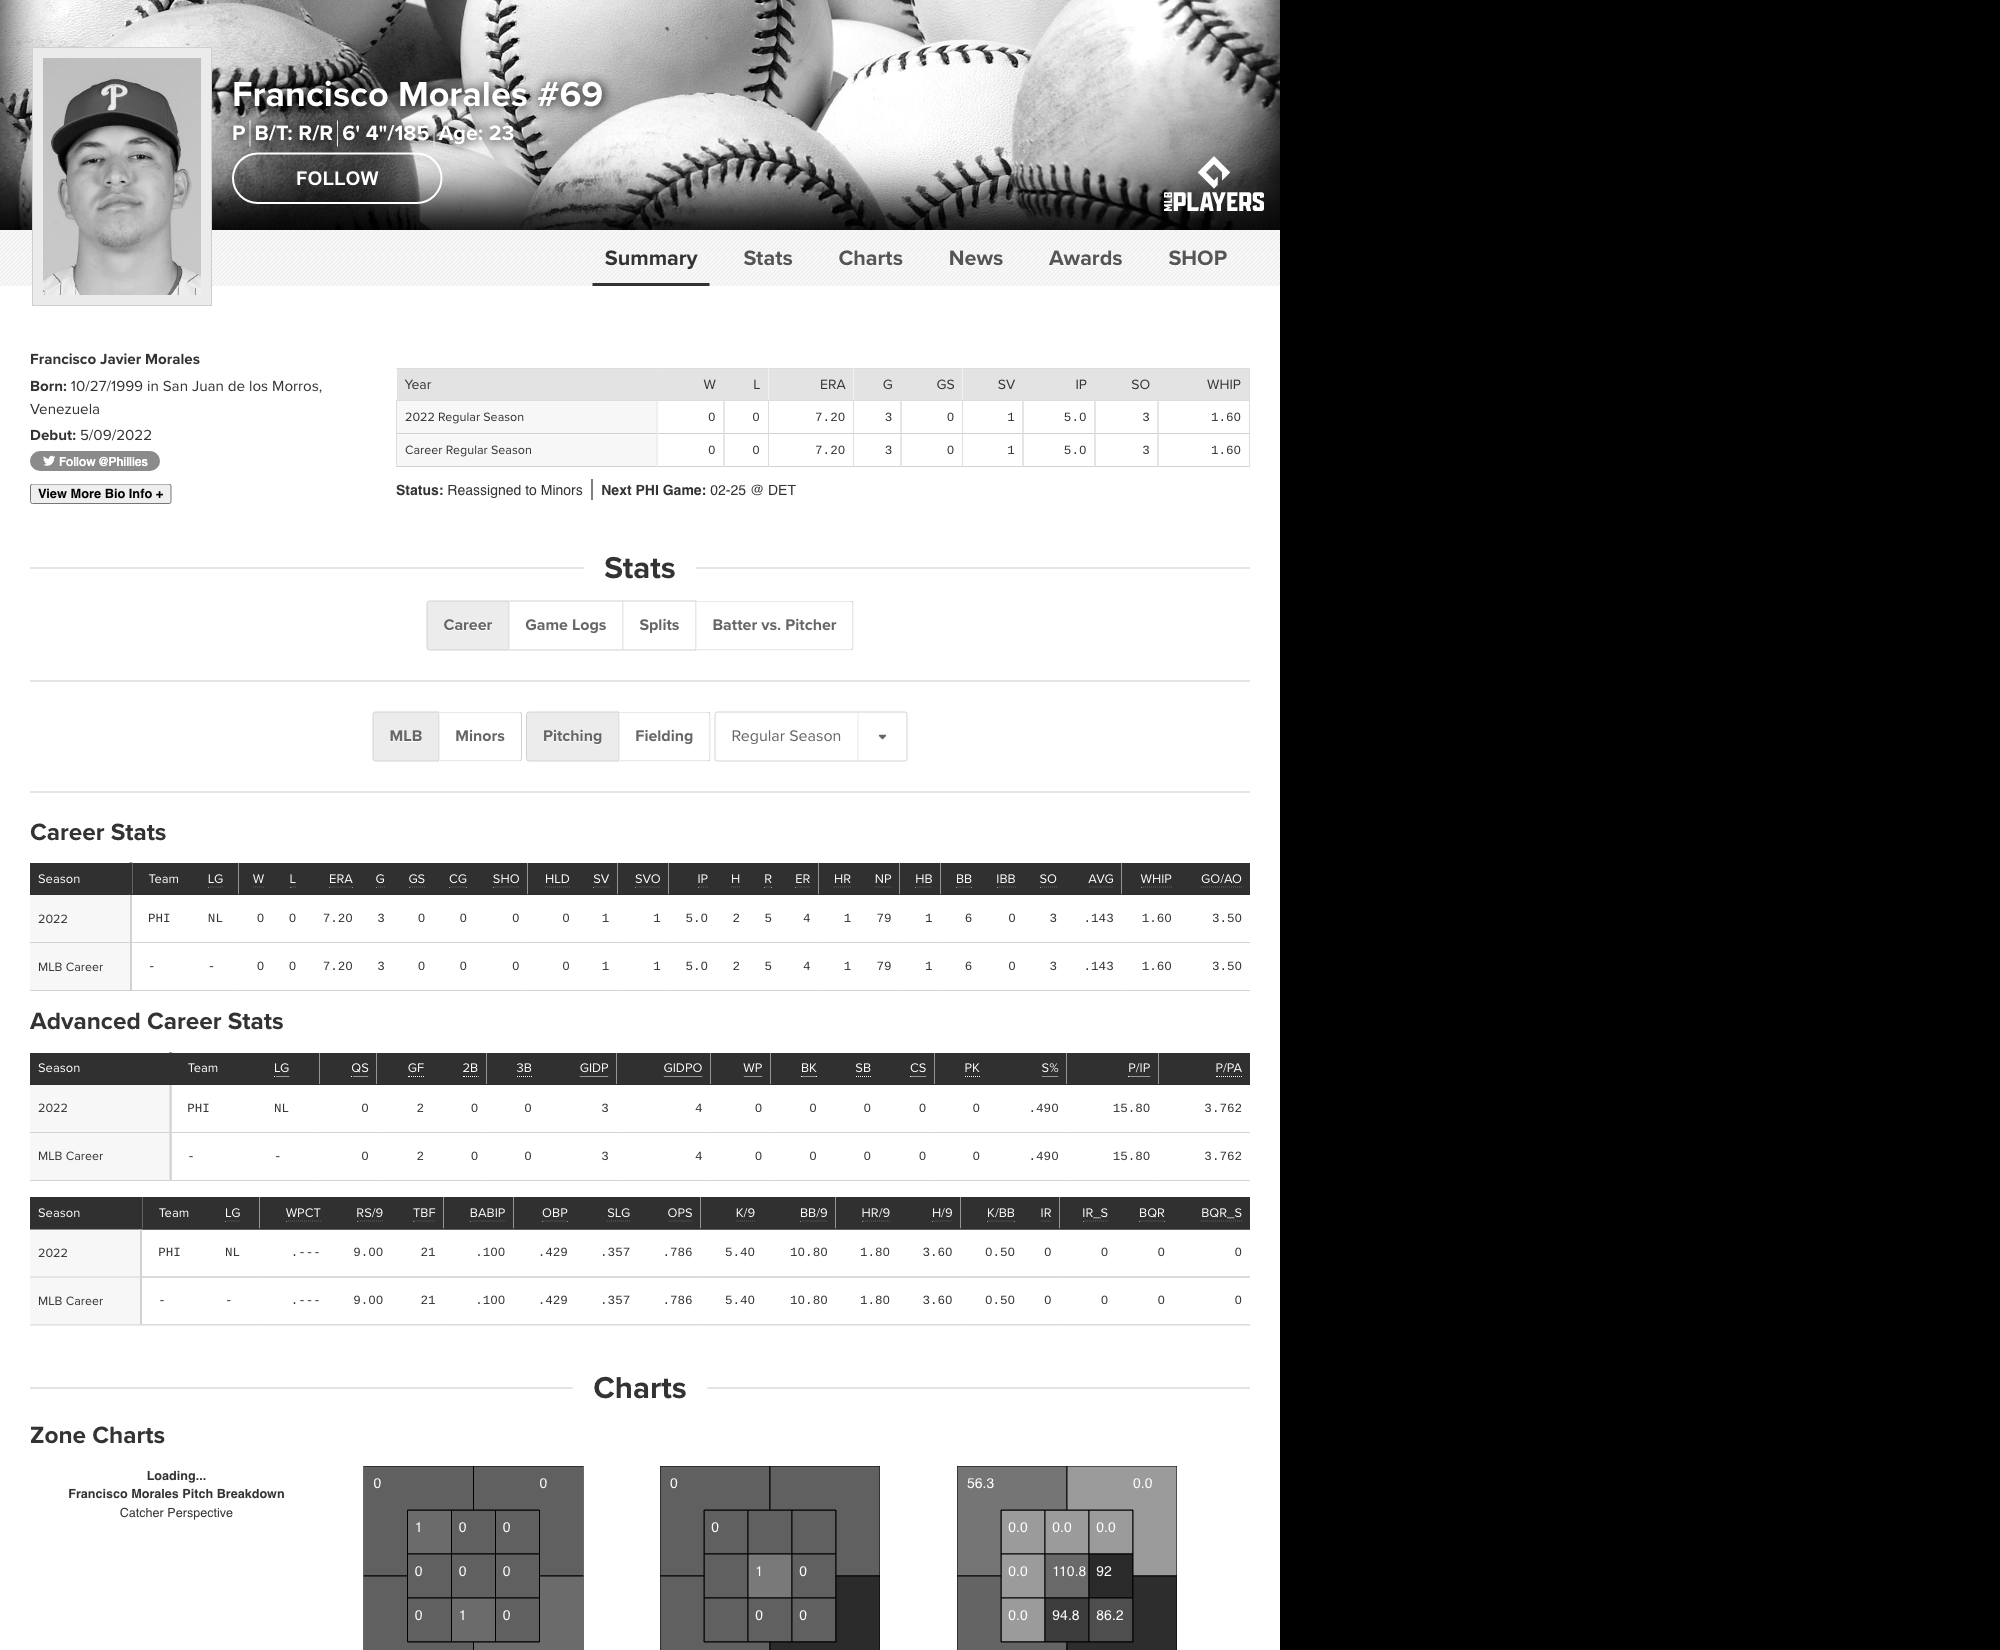 P
Francisco Morales #69
P B/T: R/R 6' 4"/185 Age: 23
FOLLOW
MLB PLAYERS
Summary Stats Charts News Awards SHOP
Francisco Javier Morales
Born: 10/27/1999 in San Juan de los Morros,
Venezuela
Debut: 5/09/2022
Follow @Phillies
View More Bio Info +
Year W L ERA G GS SV IP SO WHIP
2022 Regular Season 0 0 7.20 3 0 1 5.0 3 1.60
Career Regular Season 0 0 7.20 3 0 1 5.0 3 1.60
Status: Reassigned to Minors | Next PHI Game: 02-25 @ DET
Stats
Career Game Logs Splits Batter vs. Pitcher
MLB Minors Pitching Fielding Regular Season
Career Stats
Season Team LG W L ERA G GS CG SHO HLD SV SVO IP H R ER HR NP HB BB IBB SO AVG WHIP GO/AO
2022 PHI NL 0 0 7.20 3 0 0 0 0 1 1 5.0 2 5 4 1 79 1 6 0 3 .143 1.60 3.50
MLB Career - - 0 0 7.20 3 0 0 0 0 1 1 5.0 2 5 4 1 79 1 6 0 3 .143 1.60 3.50
Advanced Career Stats
Season Team LG QS GF 2B 3B GIDP GIDPO WP BK SB CS PK S% P/IP P/PA
2022 PHI NL 0 2 0 0 3 4 0 0 0 0 0 .490 15.80 3.762
MLB Career - - 0 2 0 0 3 4 0 0 0 0 0 .490 15.80 3.762
Season Team LG WPCT RS/9 TBF BABIP OBP SLG OPS K/9 BB/9 HR/9 H/9 K/BB IR IR_S BQR BQR_S
2022 PHI NL .--- 9.00 21 .100 .429 .357 .786 5.40 10.80 1.80 3.60 0.50 0 0 0 0
MLB Career - - .--- 9.00 21 .100 .429 .357 .786 5.40 10.80 1.80 3.60 0.50 0 0 0 0
Charts
Zone Charts
Loading...
Francisco Morales Pitch Breakdown
Catcher Perspective
0 0
1 0 0
0 0 0
0 1 0
0
0
1 0
0 0
56.3 0.0
0.0 0.0 0.0
0.0 110.8 92
0.0 94.8 86.2